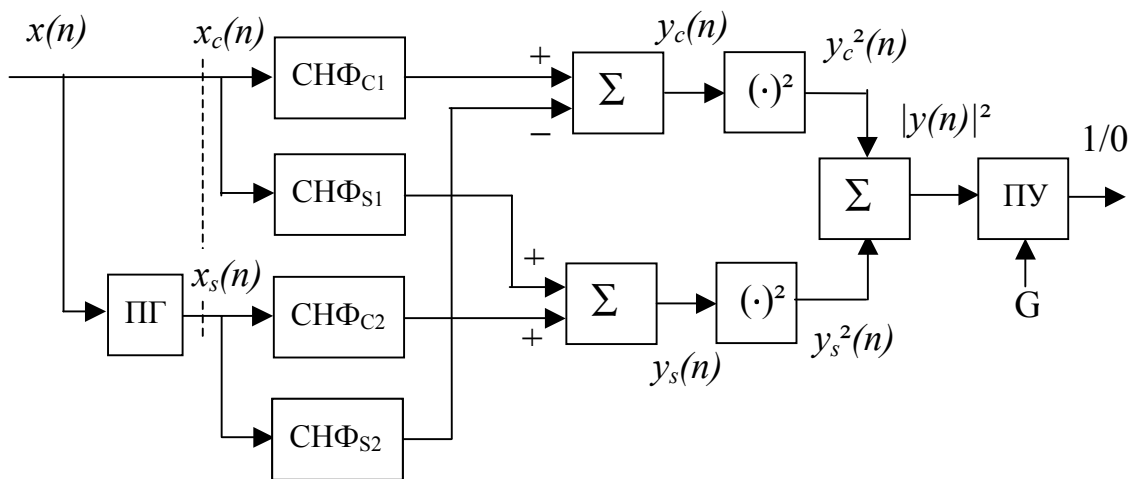 x(n)
x_c(n)
СНФ_C1
+
−
Σ
y_c(n)
(·)²
y_c²(n)
|y(n)|²
1/0
СНФ_S1
Σ
ПУ
G
x_s(n)
ПГ
СНФ_C2
+
+
Σ
y_s(n)
(·)²
y_s²(n)
СНФ_S2